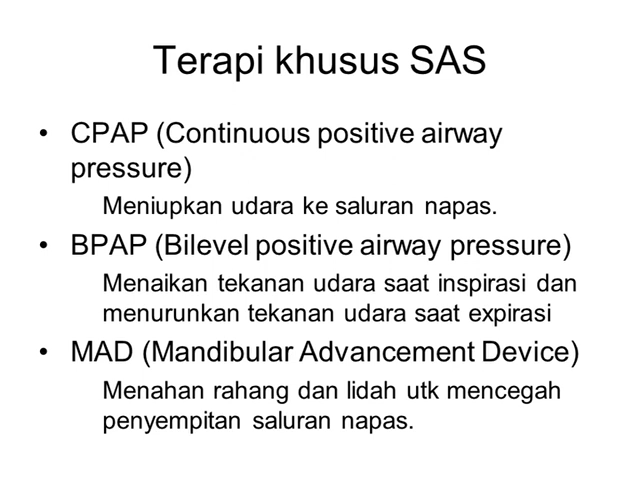 Terapi khusus SAS
• CPAP (Continuous positive airway
pressure)
Meniupkan udara ke saluran napas.
• BPAP (Bilevel positive airway pressure)
Menaikan tekanan udara saat inspirasi dan
menurunkan tekanan udara saat expirasi
• MAD (Mandibular Advancement Device)
Menahan rahang dan lidah utk mencegah
penyempitan saluran napas.